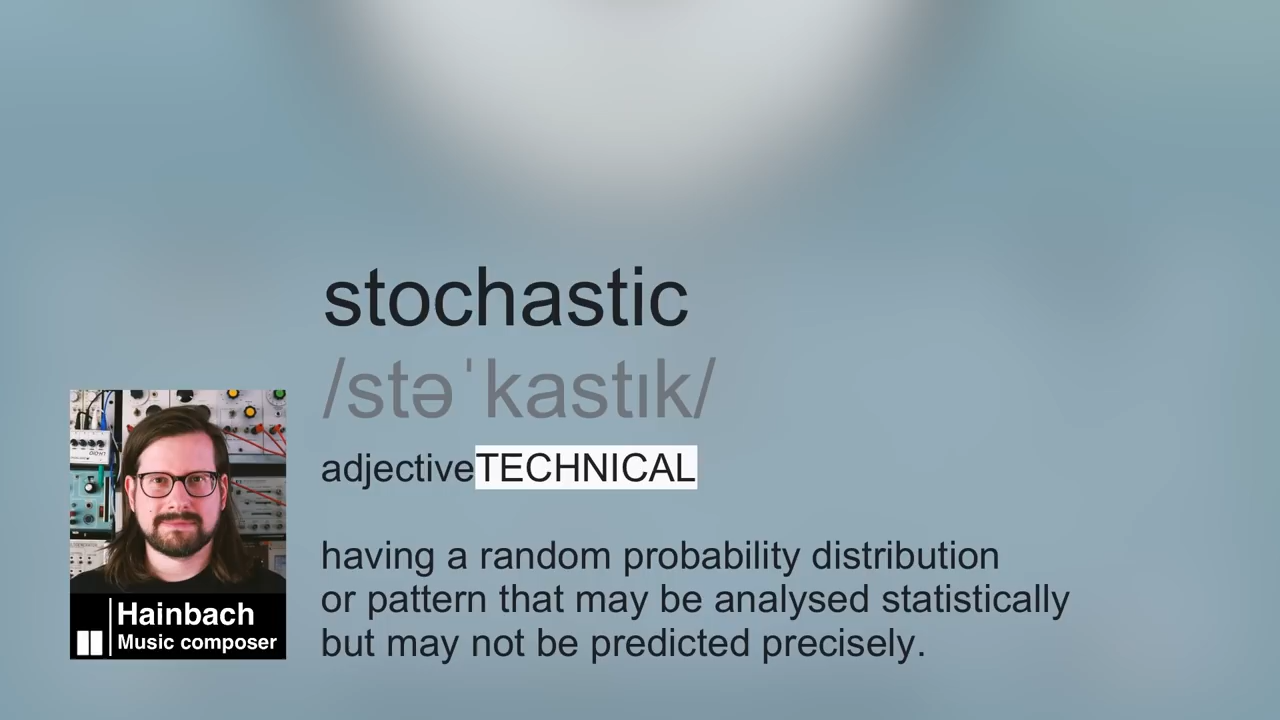 stochastic
/stəˈkastɪk/
adjectiveTECHNICAL
having a random probability distribution
or pattern that may be analysed statistically
but may not be predicted precisely.
Hainbach
Music composer